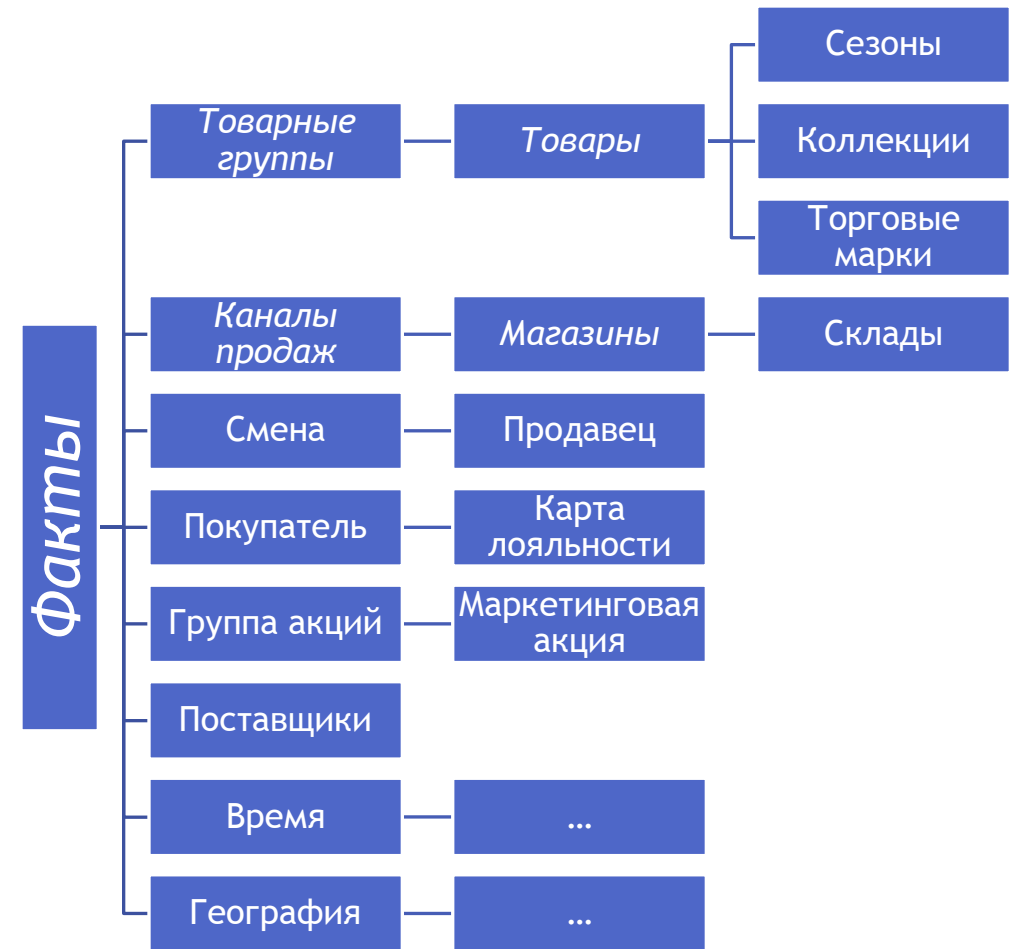 Сезоны
Товарные
группы
Товары
Коллекции
Торговые
марки
Каналы
продаж
Магазины
Склады
Факты
Смена
Продавец
Покупатель
Карта
лояльности
Группа акций
Маркетинговая
акция
Поставщики
Время
…
География
…